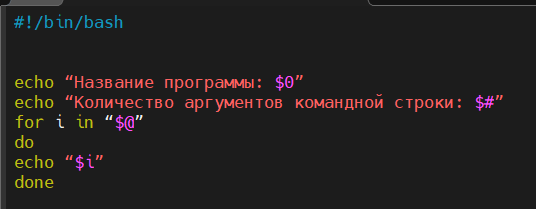 #!/bin/bash
echo “Название программы: $0”
echo “Количество аргументов командной строки: $#”
for i in “$@”
do
echo “$i”
done